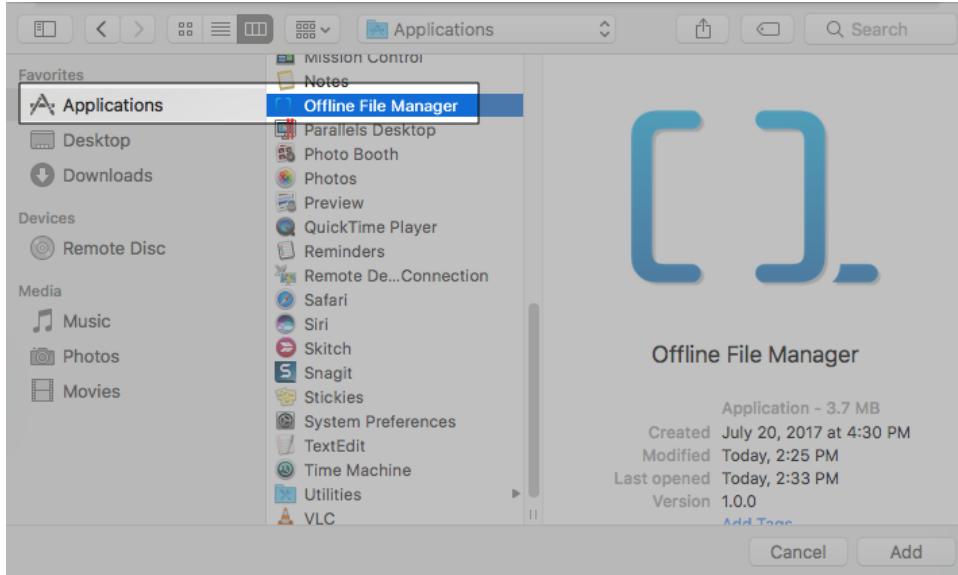 Applications
Search
Favorites
Applications
Desktop
Downloads
Devices
Remote Disc
Media
Music
Photos
Movies
Mission Control
Notes
Offline File Manager
Parallels Desktop
Photo Booth
Photos
Preview
QuickTime Player
Reminders
Remote De...Connection
Safari
Siri
Skitch
Snagit
Stickies
System Preferences
TextEdit
Time Machine
Utilities
VLC
Offline File Manager
Application - 3.7 MB
Created July 20, 2017 at 4:30 PM
Modified Today, 2:25 PM
Last opened Today, 2:33 PM
Version 1.0.0
Add Tags
Cancel
Add